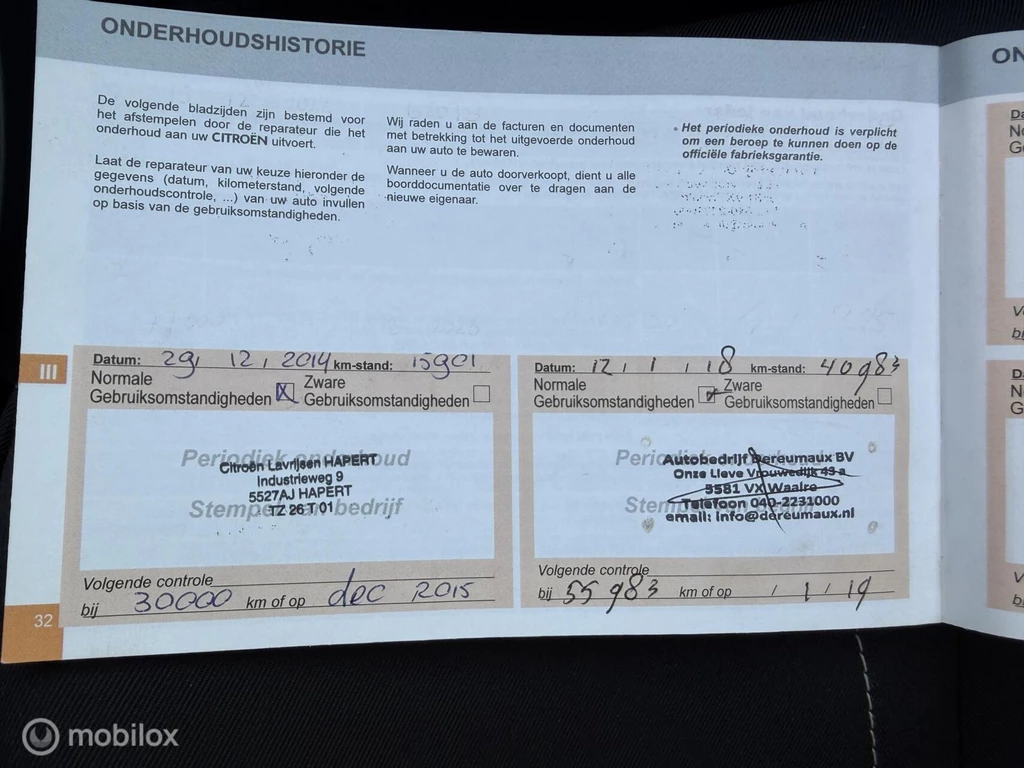 ONDERHOUDSHISTORIE
De volgende bladzijden zijn bestemd voor
het afstempelen door de reparateur die het
onderhoud aan uw CITROËN uitvoert.
Laat de reparateur van uw keuze hieronder de
gegevens (datum, kilometerstand, volgende
onderhoudscontrole, ...) van uw auto invullen
op basis van de gebruiksomstandigheden.
Wij raden u aan de facturen en documenten
met betrekking tot het uitgevoerde onderhoud
aan uw auto te bewaren.
Wanneer u de auto doorverkoopt, dient u alle
boorddocumentatie over te dragen aan de
nieuwe eigenaar.
• Het periodieke onderhoud is verplicht
om een beroep te kunnen doen op de
officiële fabrieksgarantie.
III
Datum: 29, 12, 2014 km-stand: 15901
Normale
Gebruiksomstandigheden X
Zware
Gebruiksomstandigheden
Periodiek onderhoud
Citroën Lavrijsen HAPERT
Industrieweg 9
5527AJ HAPERT
TZ 26 T 01
Stempel bedrijf
Volgende controle
bij 30000 km of op dec 2015
Datum: 12, 1, 18 km-stand: 40983
Normale
Gebruiksomstandigheden
Zware
Gebruiksomstandigheden
Autobedrijf Dereumaux BV
Onze Lieve Vrouwedijk 43 a
5581 VX Waalre
Telefoon 040-2231000
email: info@dereumaux.nl
Volgende controle
bij 55983 km of op / 1 / 19
32
ON
mobilox